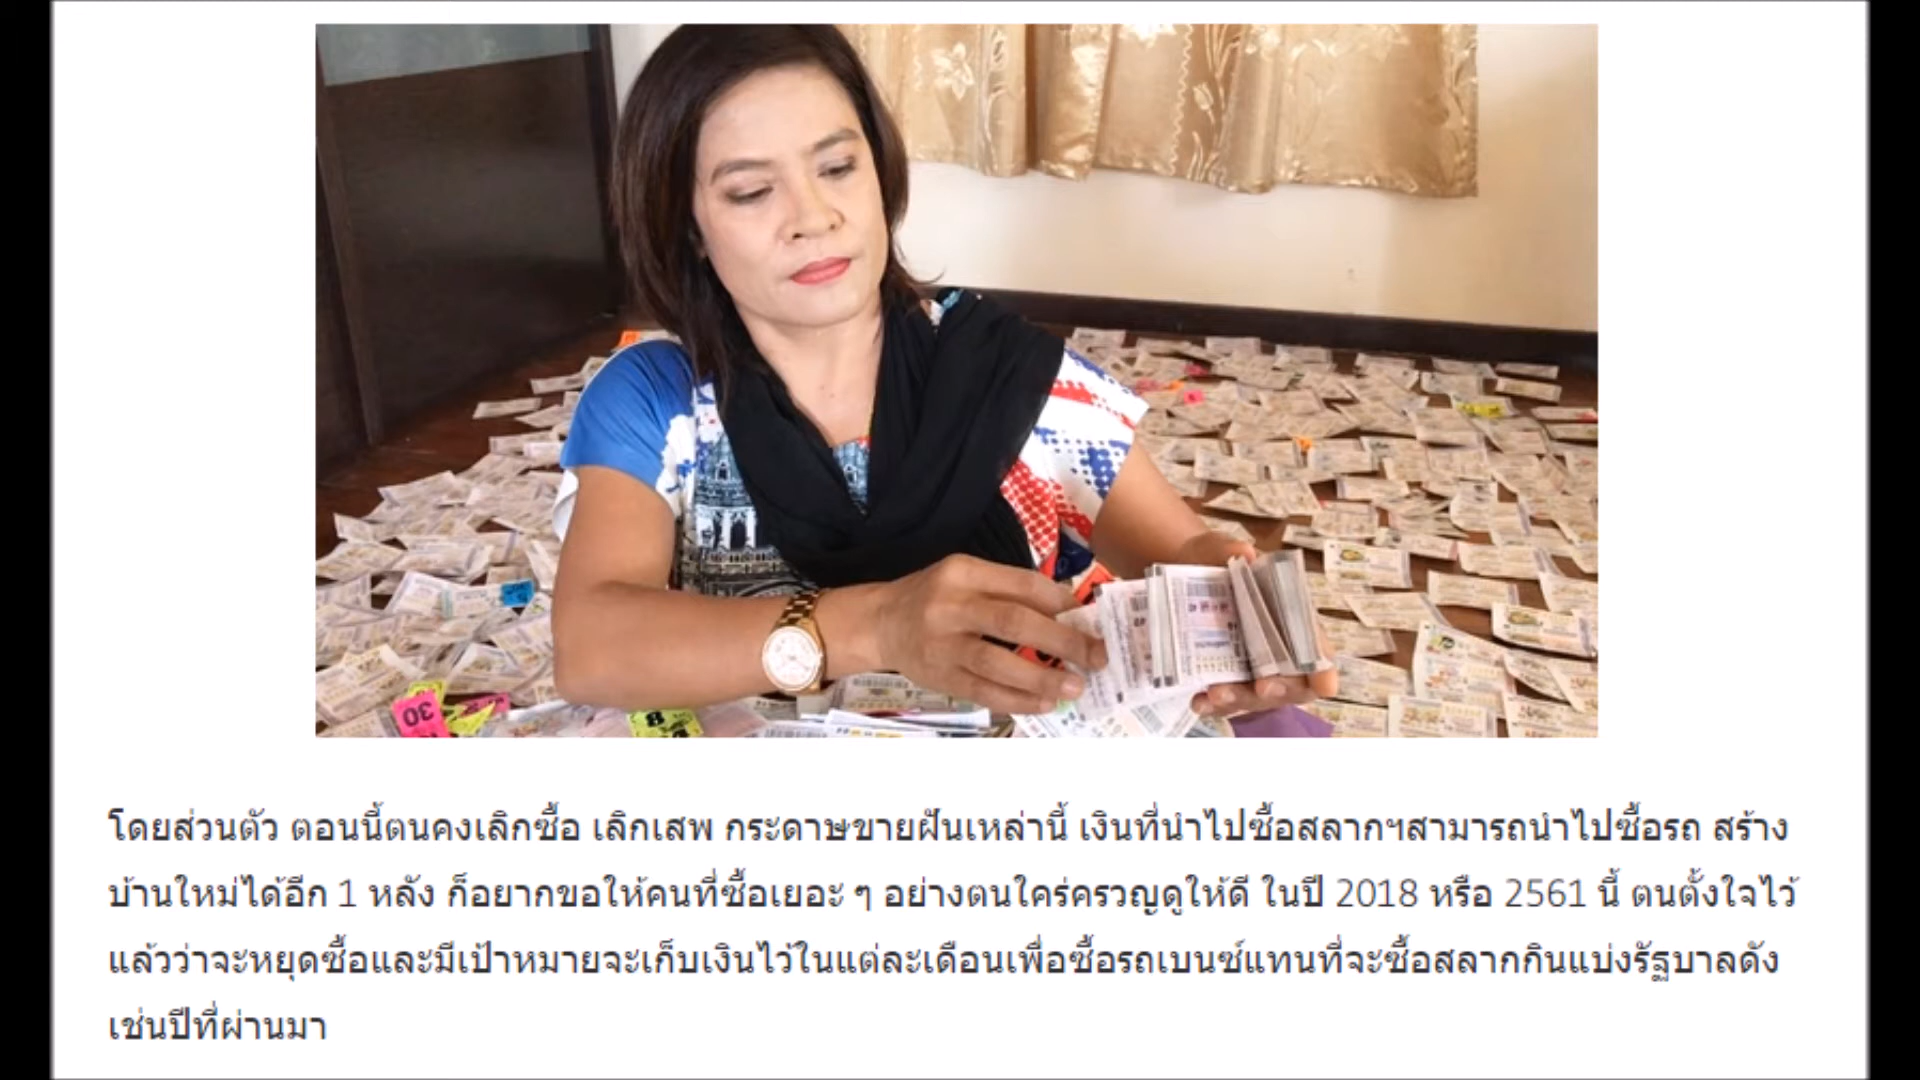 โดยส่วนตัว ตอนนี้ตนคงเลิกซื้อ เลิกเสพ กระดาษขายฝันเหล่านี้ เงินที่นำไปซื้อสลากฯสามารถนำไปซื้อรถ สร้าง
บ้านใหม่ได้อีก 1 หลัง ก็อยากขอให้คนที่ซื้อเยอะ ๆ อย่างตนใคร่ครวญดูให้ดี ในปี 2018 หรือ 2561 นี้ ตนตั้งใจไว้
แล้วว่าจะหยุดซื้อและมีเป้าหมายจะเก็บเงินไว้ในแต่ละเดือนเพื่อซื้อรถเบนซ์แทนที่จะซื้อสลากกินแบ่งรัฐบาลดัง
เช่นปีที่ผ่านมา
30
8